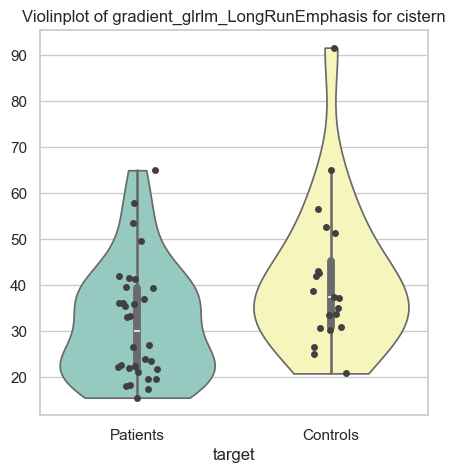 Violinplot of gradient_glrlm_LongRunEmphasis for cistern
90
80
70
60
50
40
30
20
Patients
Controls
target